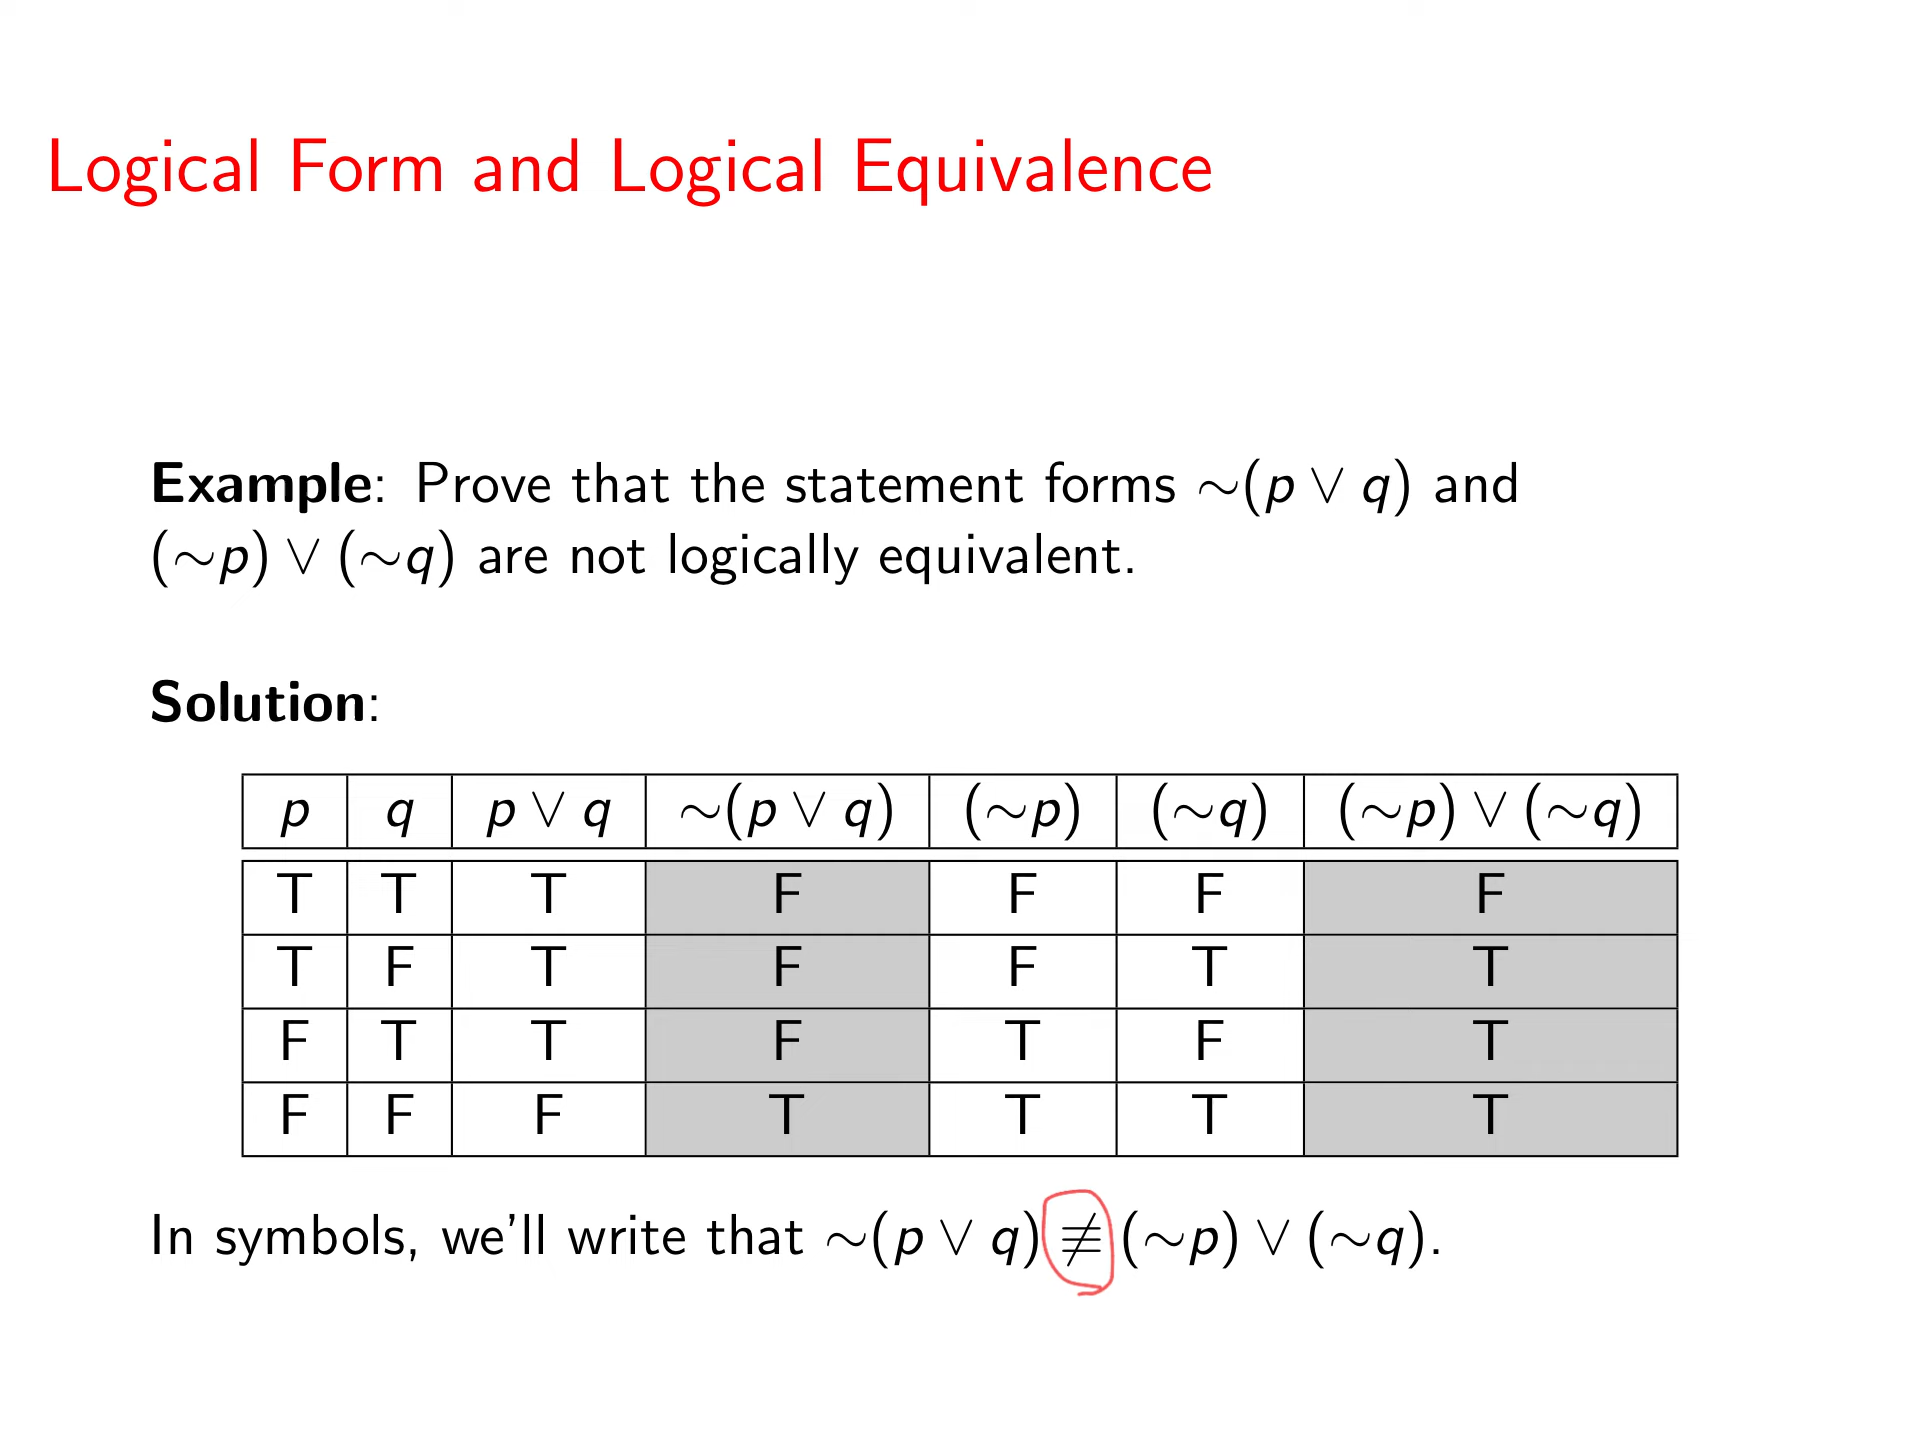 Logical Form and Logical Equivalence
Example: Prove that the statement forms ∼(p ∨ q) and
(∼p) ∨ (∼q) are not logically equivalent.
Solution:
p q p ∨ q ∼(p ∨ q) (∼p) (∼q) (∼p) ∨ (∼q)
T T T F F F F
T F T F F T T
F T T F T F T
F F F T T T T
In symbols, we'll write that ∼(p ∨ q) ≢ (∼p) ∨ (∼q).